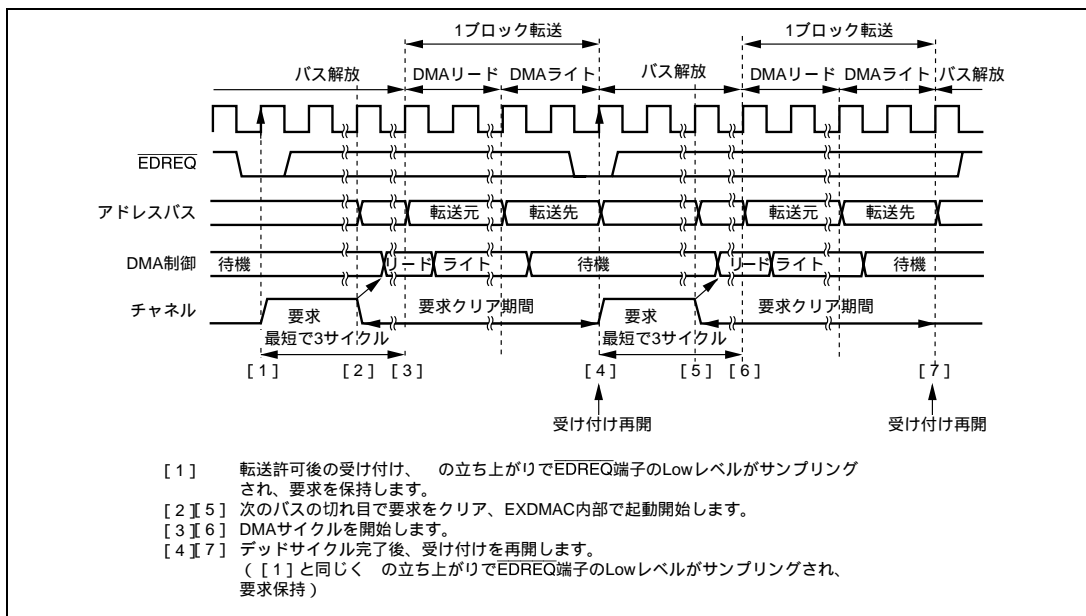 1ブロック転送 1ブロック転送
バス解放 DMAリード DMAライト バス解放 DMAリード DMAライト バス解放
EDREQ
アドレスバス 転送元 転送先 転送元 転送先
DMA制御 待機 リード ライト 待機 リード ライト 待機
チャネル 要求 要求クリア期間 要求 要求クリア期間
最短で3サイクル 最短で3サイクル
[1] [2] [3] [4] [5] [6] [7]
受け付け再開 受け付け再開
[1] 転送許可後の受け付け、 の立ち上がりでEDREQ端子のLowレベルがサンプリング
され、要求を保持します。
[2][5] 次のバスの切れ目で要求をクリア、EXDMAC内部で起動開始します。
[3][6] DMAサイクルを開始します。
[4][7] デッドサイクル完了後、受け付けを再開します。
([1]と同じく の立ち上がりでEDREQ端子のLowレベルがサンプリングされ、
要求保持)